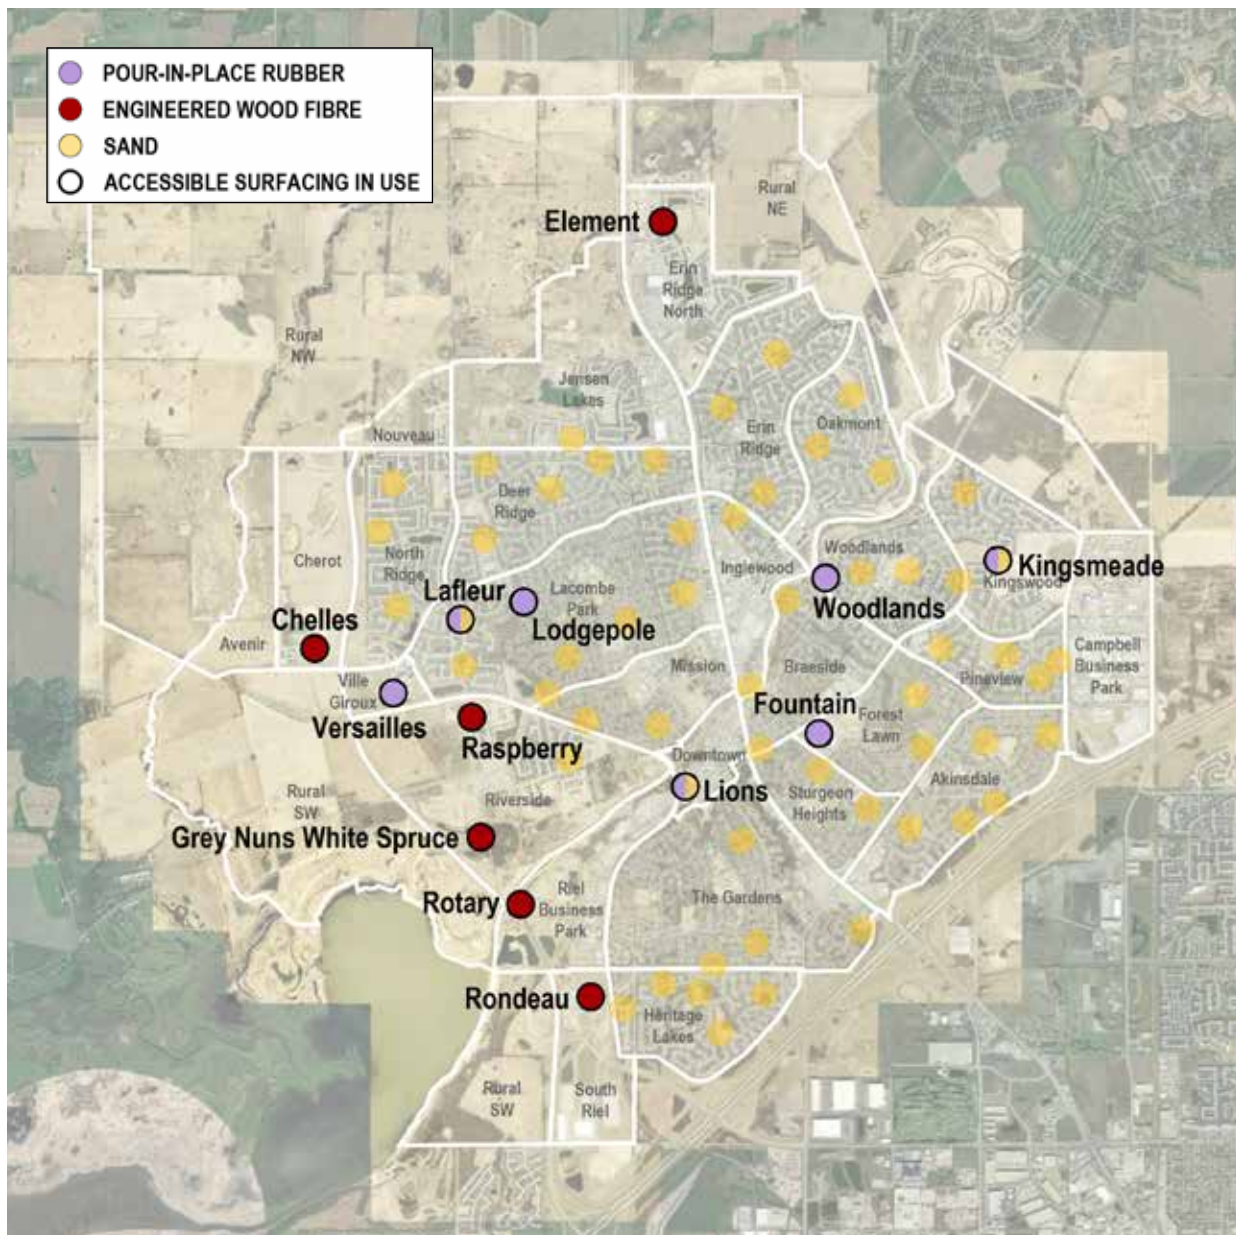 POUR-IN-PLACE RUBBER
ENGINEERED WOOD FIBRE
SAND
ACCESSIBLE SURFACING IN USE
Rural
NE
Element
Erin
Ridge
North
Rural
NW
Jensen
Lakes
Nouveau
Erin
Ridge
Oakmont
Deer
Ridge
North
Ridge
Cherot
Woodlands
Inglewood
Kingsmeade
Kingswood
Lafleur
Lacombe
Park
Lodgepole
Woodlands
Chelles
Avenir
Mission
Braeside
Pineview
Campbell
Business
Park
Ville
Giroux
Versailles
Raspberry
Fountain
Forest
Lawn
Downtown
Akinsdale
Lions
Sturgeon
Heights
Rural
SW
Riverside
Grey Nuns White Spruce
Rotary
Riel
Business
Park
The Gardens
Rondeau
Heritage
Lakes
Rural
SW
South
Riel